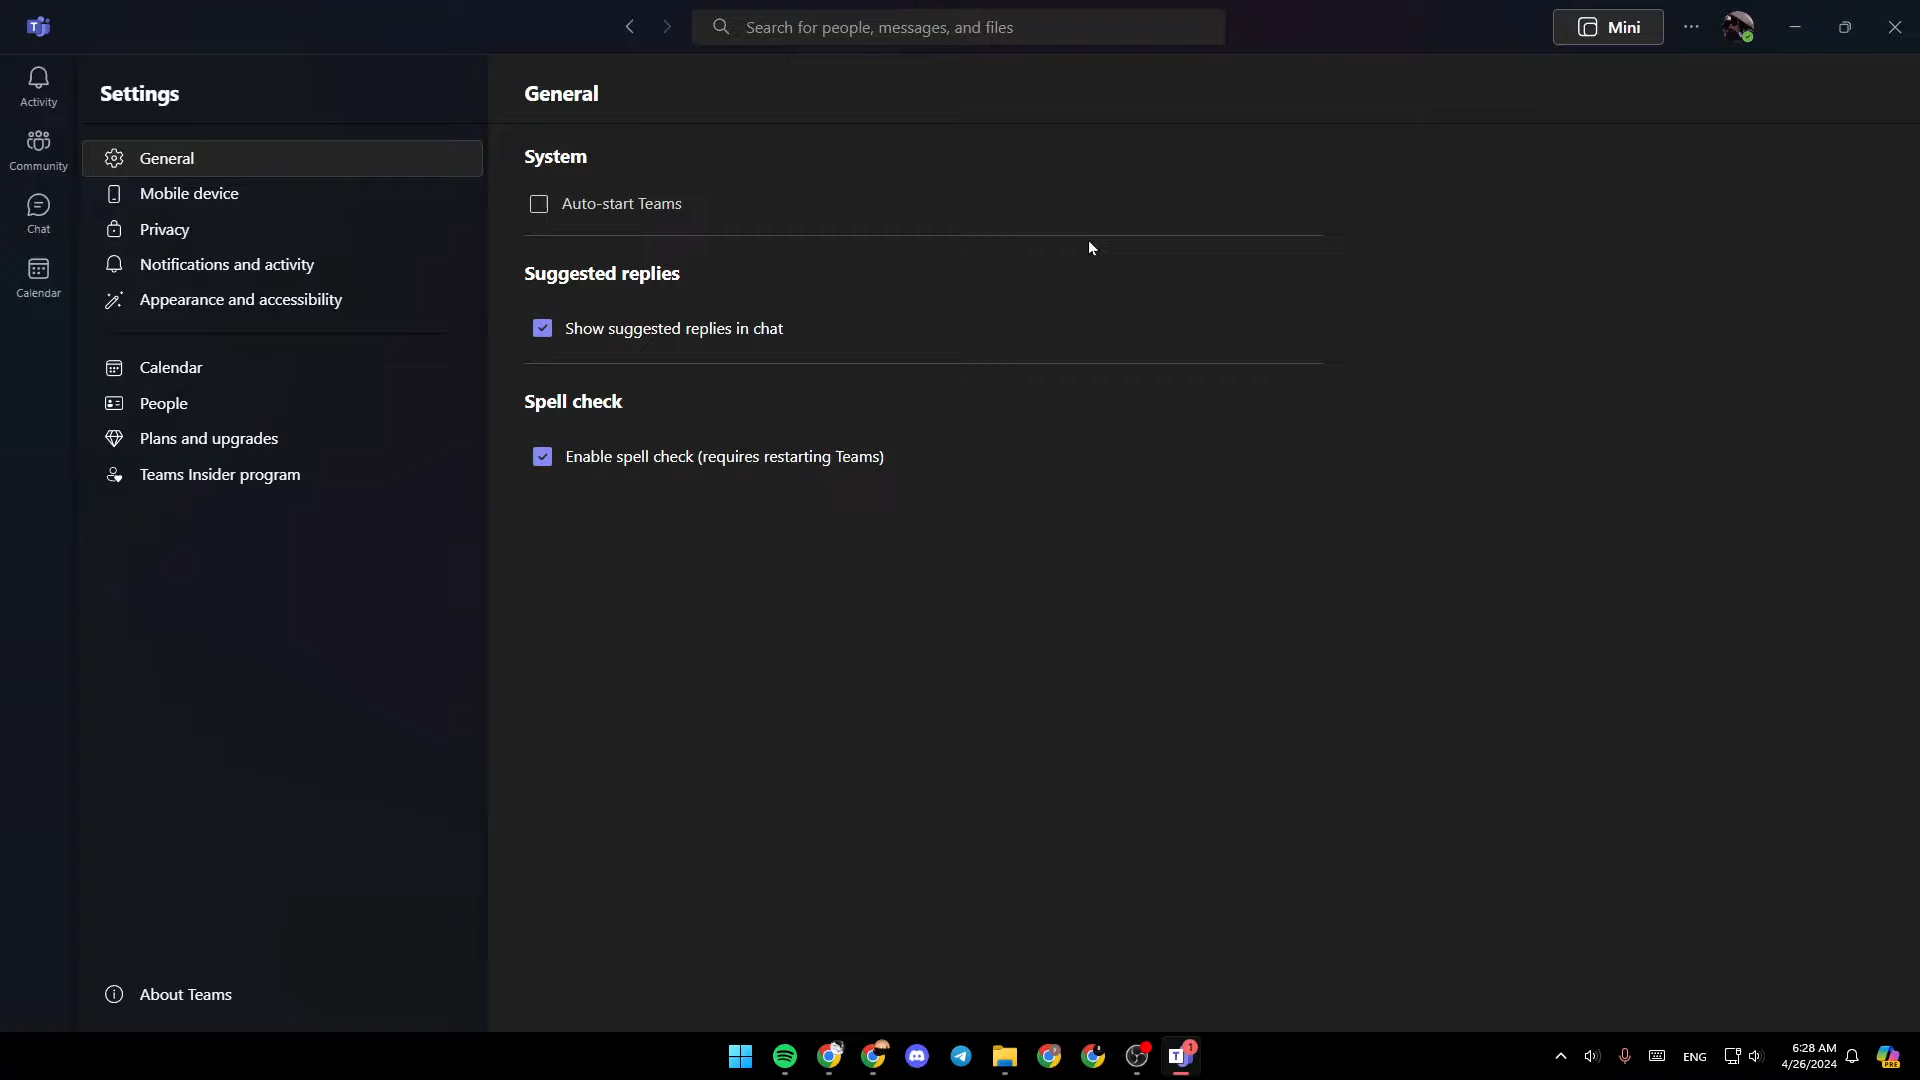 Search for people, messages, and files
Mini
Activity
Community
Chat
Calendar
Settings
General
Mobile device
Privacy
Notifications and activity
Appearance and accessibility
Calendar
People
Plans and upgrades
Teams Insider program
About Teams
General
System
Auto-start Teams
Suggested replies
Show suggested replies in chat
Spell check
Enable spell check (requires restarting Teams)
T
1
ENG
6:28 AM
4/26/2024
PRE